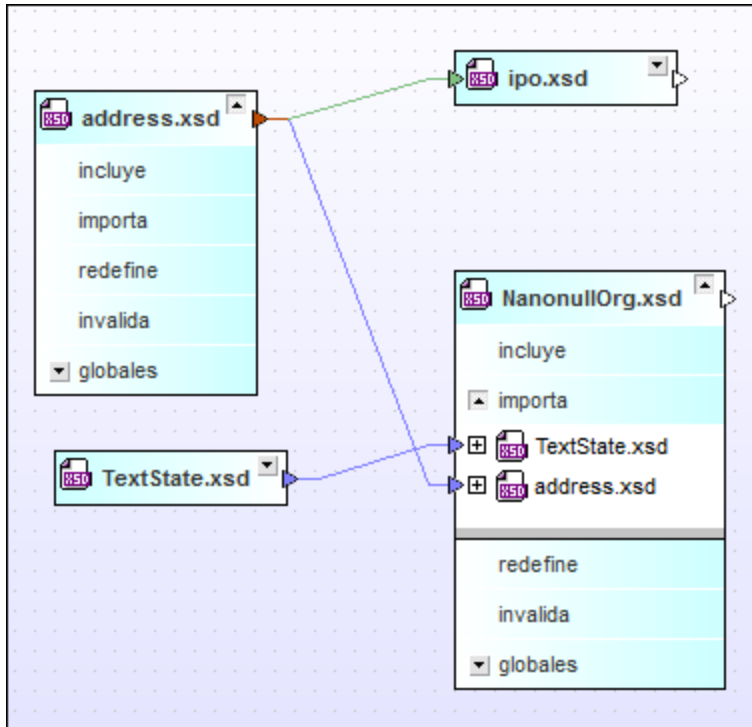 address.xsd
incluye
importa
redefine
invalida
globales
TextState.xsd
ipo.xsd
NanonullOrg.xsd
incluye
importa
TextState.xsd
address.xsd
redefine
invalida
globales